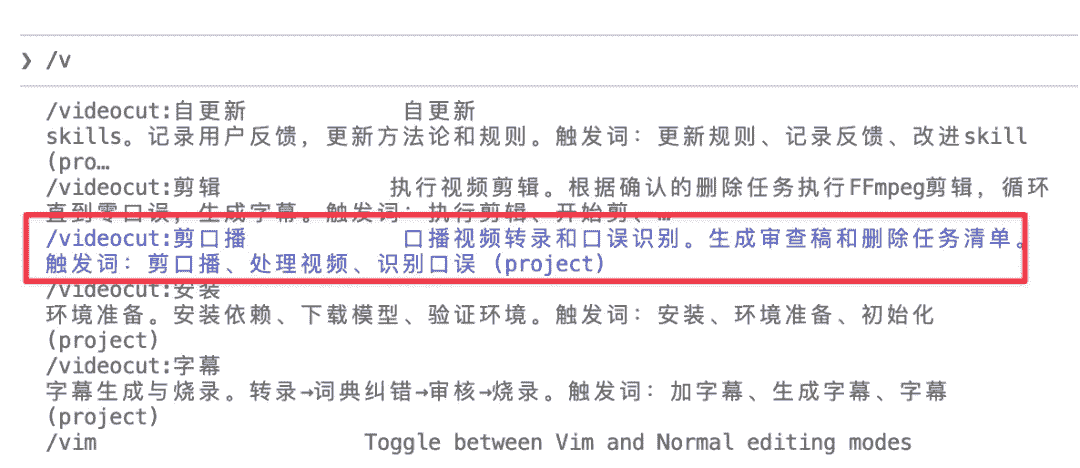 ❯ /v
/videocut:自更新 自更新
skills。记录用户反馈，更新方法论和规则。触发词：更新规则、记录反馈、改进skill
(pro…
/videocut:剪辑 执行视频剪辑。根据确认的删除任务执行FFmpeg剪辑，循环
直到零口误，生成字幕。触发词：执行剪辑、开始剪、…
/videocut:剪口播 口播视频转录和口误识别。生成审查稿和删除任务清单。
触发词：剪口播、处理视频、识别口误 (project)
/videocut:安装
环境准备。安装依赖、下载模型、验证环境。触发词：安装、环境准备、初始化
(project)
/videocut:字幕
字幕生成与烧录。转录→词典纠错→审核→烧录。触发词：加字幕、生成字幕、字幕
(project)
/vim Toggle between Vim and Normal editing modes